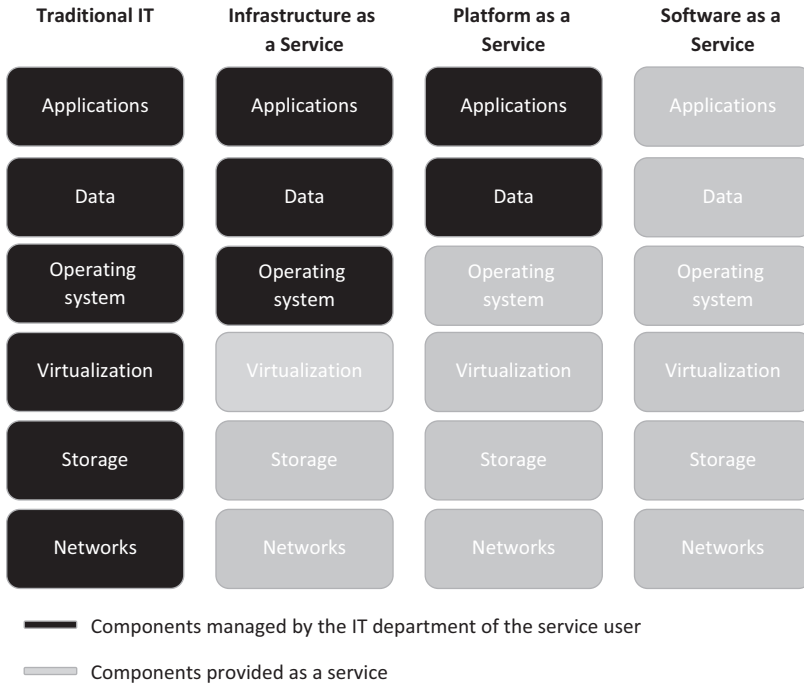 Traditional IT
Infrastructure as
a Service
Platform as a
Service
Software as a
Service
Applications
Applications
Applications
Applications
Data
Data
Data
Data
Operating
system
Operating
system
Operating
system
Operating
system
Virtualization
Virtualization
Virtualization
Virtualization
Storage
Storage
Storage
Storage
Networks
Networks
Networks
Networks
Components managed by the IT department of the service user
Components provided as a service